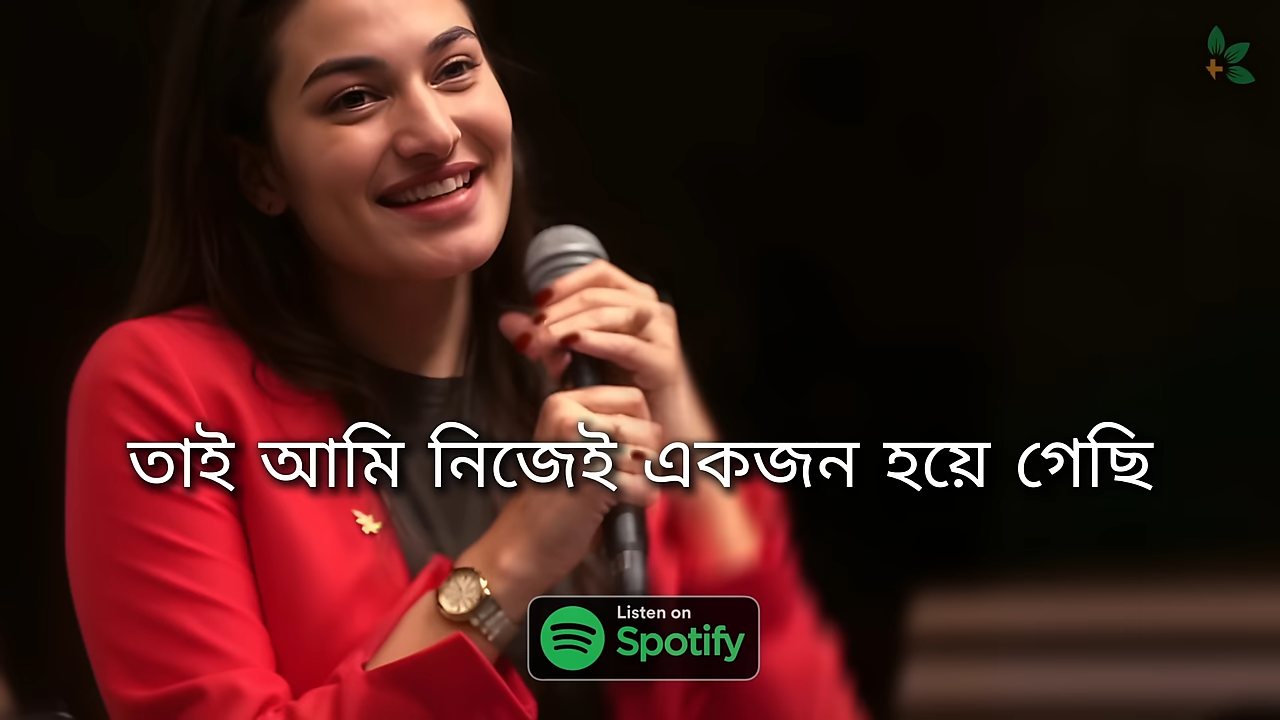 তাই আমি নিজেই একজন হয়ে গেছি
Listen on
Spotify